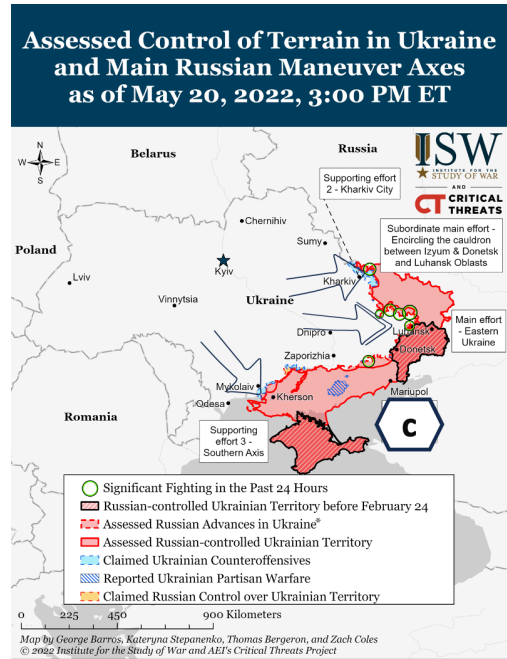 Assessed Control of Terrain in Ukraine
and Main Russian Maneuver Axes
as of May 20, 2022, 3:00 PM ET
N
W E
S
Belarus
Russia
ISW
INSTITUTE FOR THE
STUDY OF WAR
AND
CT CRITICAL
THREATS
Supporting effort
2 - Kharkiv City
Subordinate main effort -
Encircling the cauldron
between Izyum & Donetsk
and Luhansk Oblasts
Chernihiv
Sumy
Poland
Kyiv
Lviv
Kharkiv
Vinnytsia
Ukraine
Main effort
- Eastern
Ukraine
Dnipro
Luhansk
Donetsk
Zaporizhia
Mykolaiv
Mariupol
Kherson
Odesa
Romania
Supporting
effort 3 -
Southern Axis
C
Significant Fighting in the Past 24 Hours
Russian-controlled Ukrainian Territory before February 24
Assessed Russian Advances in Ukraine*
Assessed Russian-controlled Ukrainian Territory
Claimed Ukrainian Counteroffensives
Reported Ukrainian Partisan Warfare
Claimed Russian Control over Ukrainian Territory
0 225 450 900 Kilometers
Map by George Barros, Kateryna Stepanenko, Thomas Bergeron, and Zach Coles
© 2022 Institute for the Study of War and AEI's Critical Threats Project